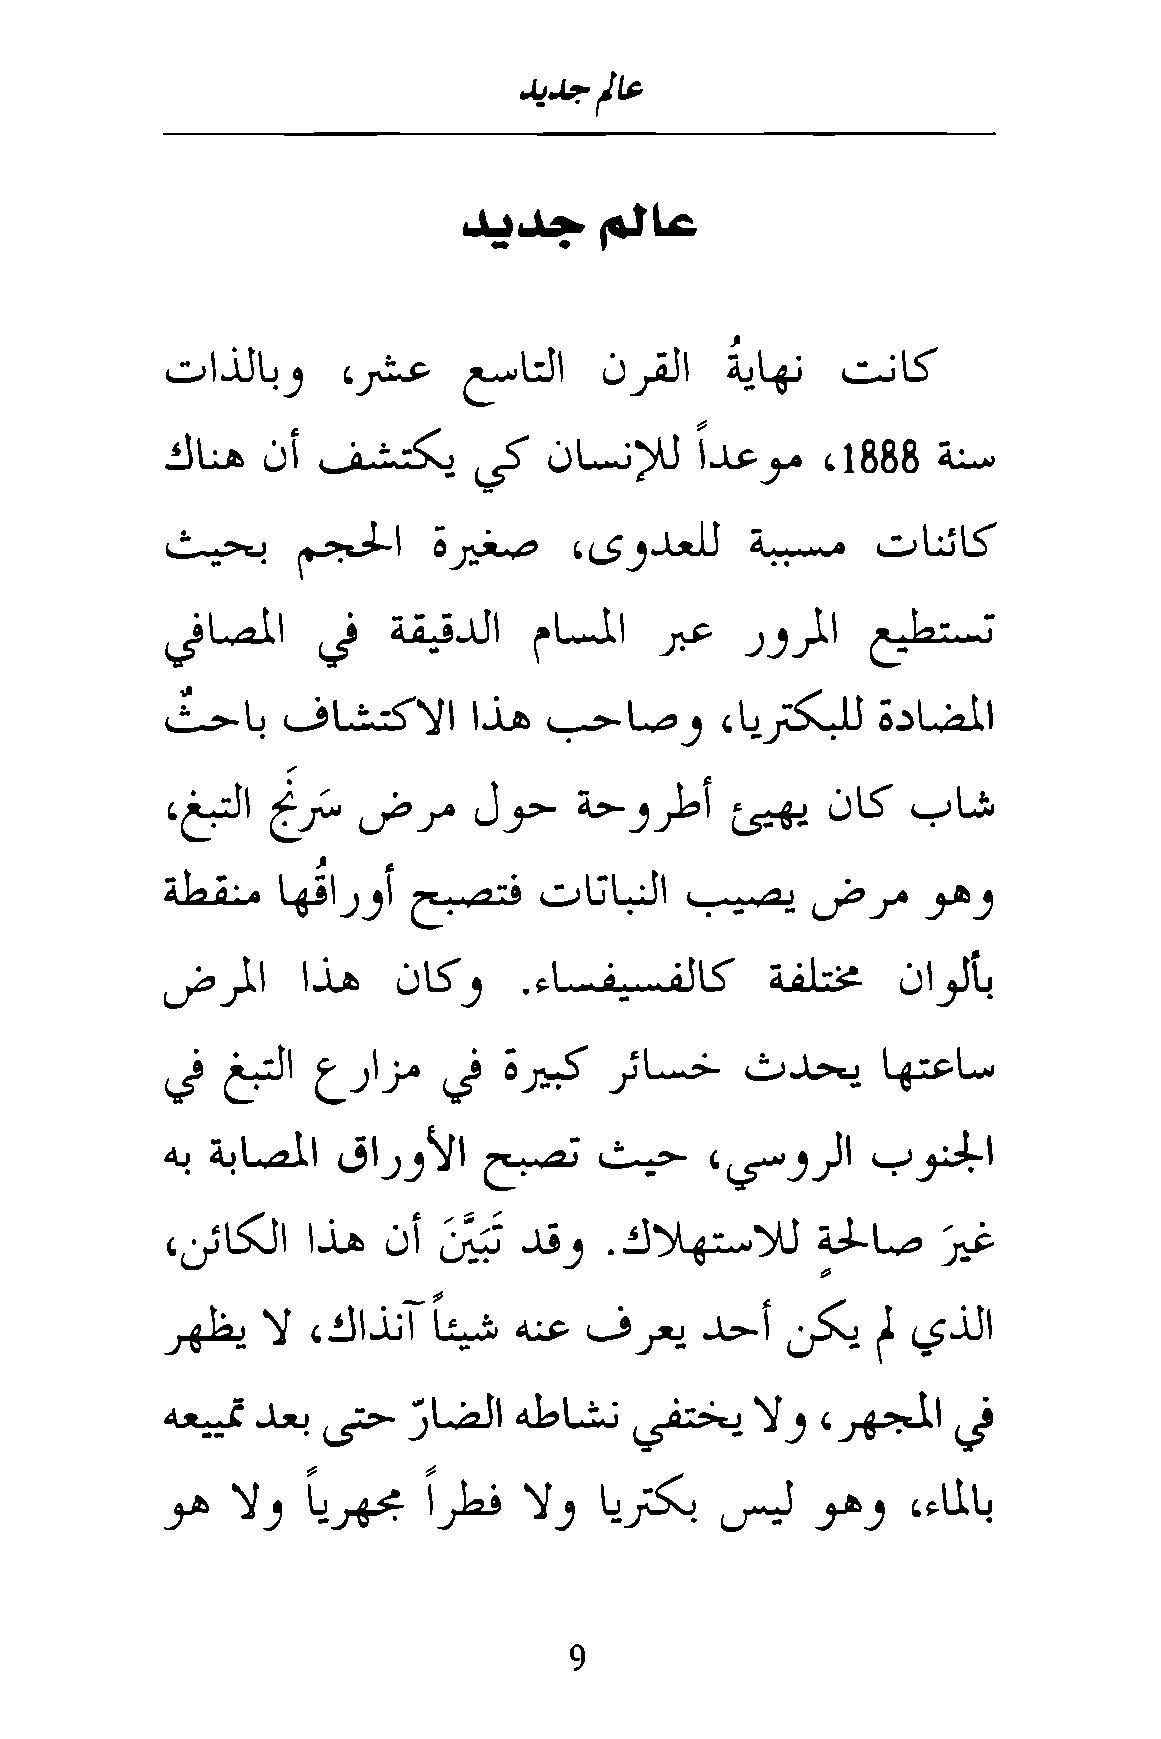 عالم جديد
عالم جديد
كانت نهايةُ القرن التاسع عشر، وبالذات
سنة 1888، موعداً للإنسان كي يكتشف أن هناك
كائنات مسببة للعدوى، صغيرة الحجم بحيث
تستطيع المرور عبر المسام الدقيقة في المصافي
المضادة للبكتريا، وصاحب هذا الاكتشاف باحثٌ
شاب كان يهيئ أطروحة حول مرض سَرنَج التبغ،
وهو مرض يصيب النباتات فتصبح أوراقُها منطقة
بألوان مختلفة كالفسيفساء. وكان هذا المرض
ساعتها يحدث خسائر كبيرة في مزارع التبغ في
الجنوب الروسي، حيث تصبح الأوراق المصابة به
غيرَ صالحةٍ للاستهلاك. وقد تَبَيَّنَ أن هذا الكائن،
الذي لم يكن أحد يعرف عنه شيئاً آنذاك، لا يظهر
في المجهر، ولا يختفي نشاطه الضارّ حتى بعد تمييعه
بالماء، وهو ليس بكتريا ولا فطراً مجهرياً ولا هو
9